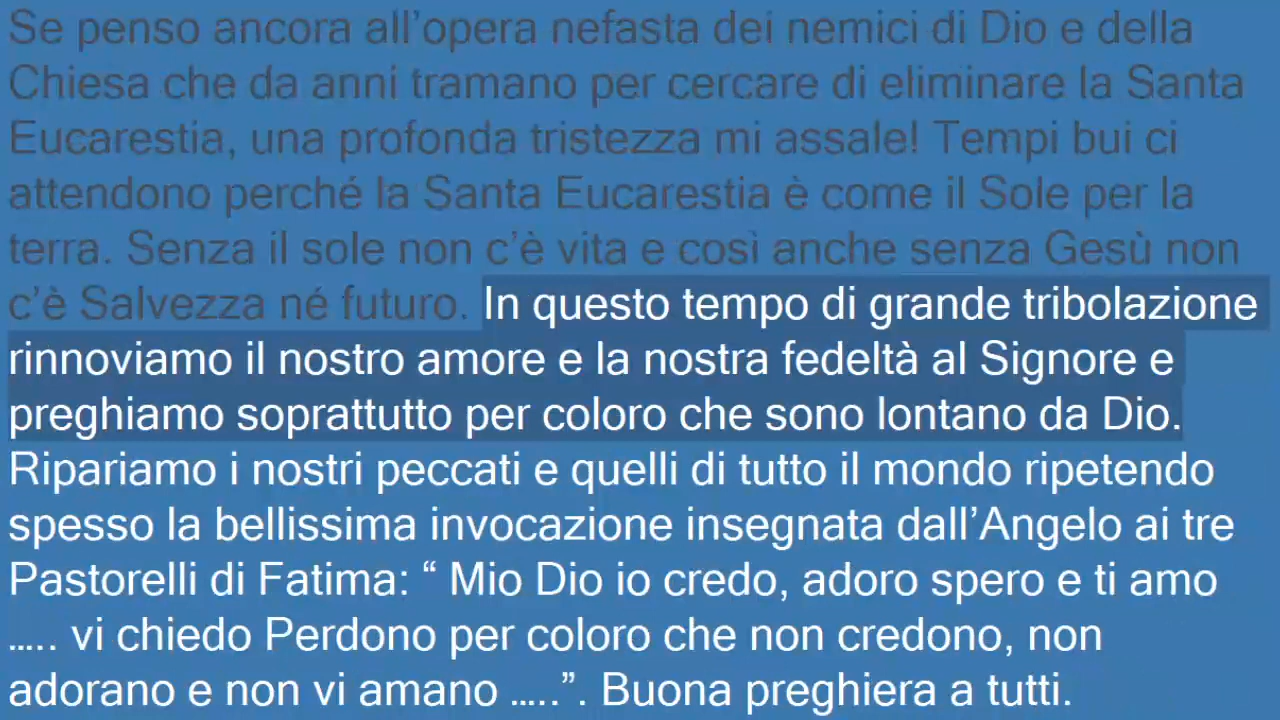 Se penso ancora all’opera nefasta dei nemici di Dio e della
Chiesa che da anni tramano per cercare di eliminare la Santa
Eucarestia, una profonda tristezza mi assale! Tempi bui ci
attendono perché la Santa Eucarestia è come il Sole per la
terra. Senza il sole non c’è vita e così anche senza Gesù non
c’è Salvezza né futuro. In questo tempo di grande tribolazione
rinnoviamo il nostro amore e la nostra fedeltà al Signore e
preghiamo soprattutto per coloro che sono lontano da Dio.
Ripariamo i nostri peccati e quelli di tutto il mondo ripetendo
spesso la bellissima invocazione insegnata dall’Angelo ai tre
Pastorelli di Fatima: “ Mio Dio io credo, adoro spero e ti amo
….. vi chiedo Perdono per coloro che non credono, non
adorano e non vi amano …..”. Buona preghiera a tutti.